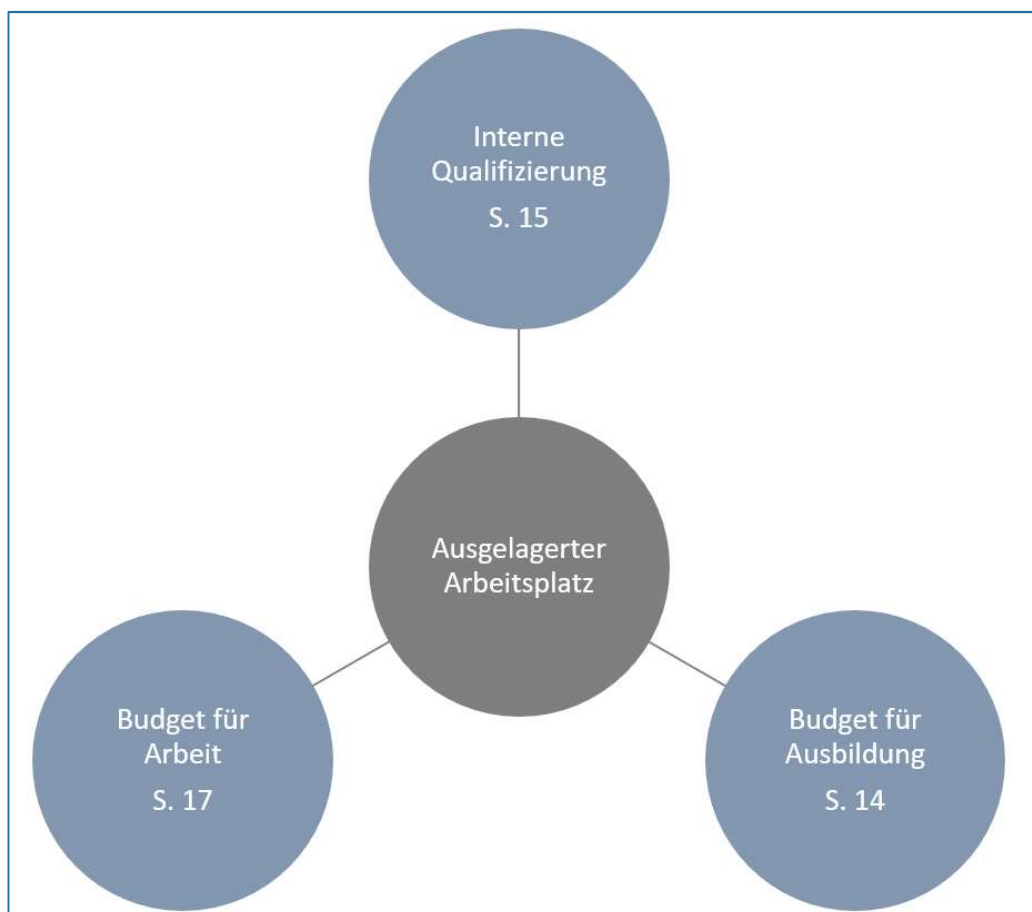 Interne
Qualifizierung
S. 15
Ausgelagerter
Arbeitsplatz
Budget für
Arbeit
S. 17
Budget für
Ausbildung
S. 14